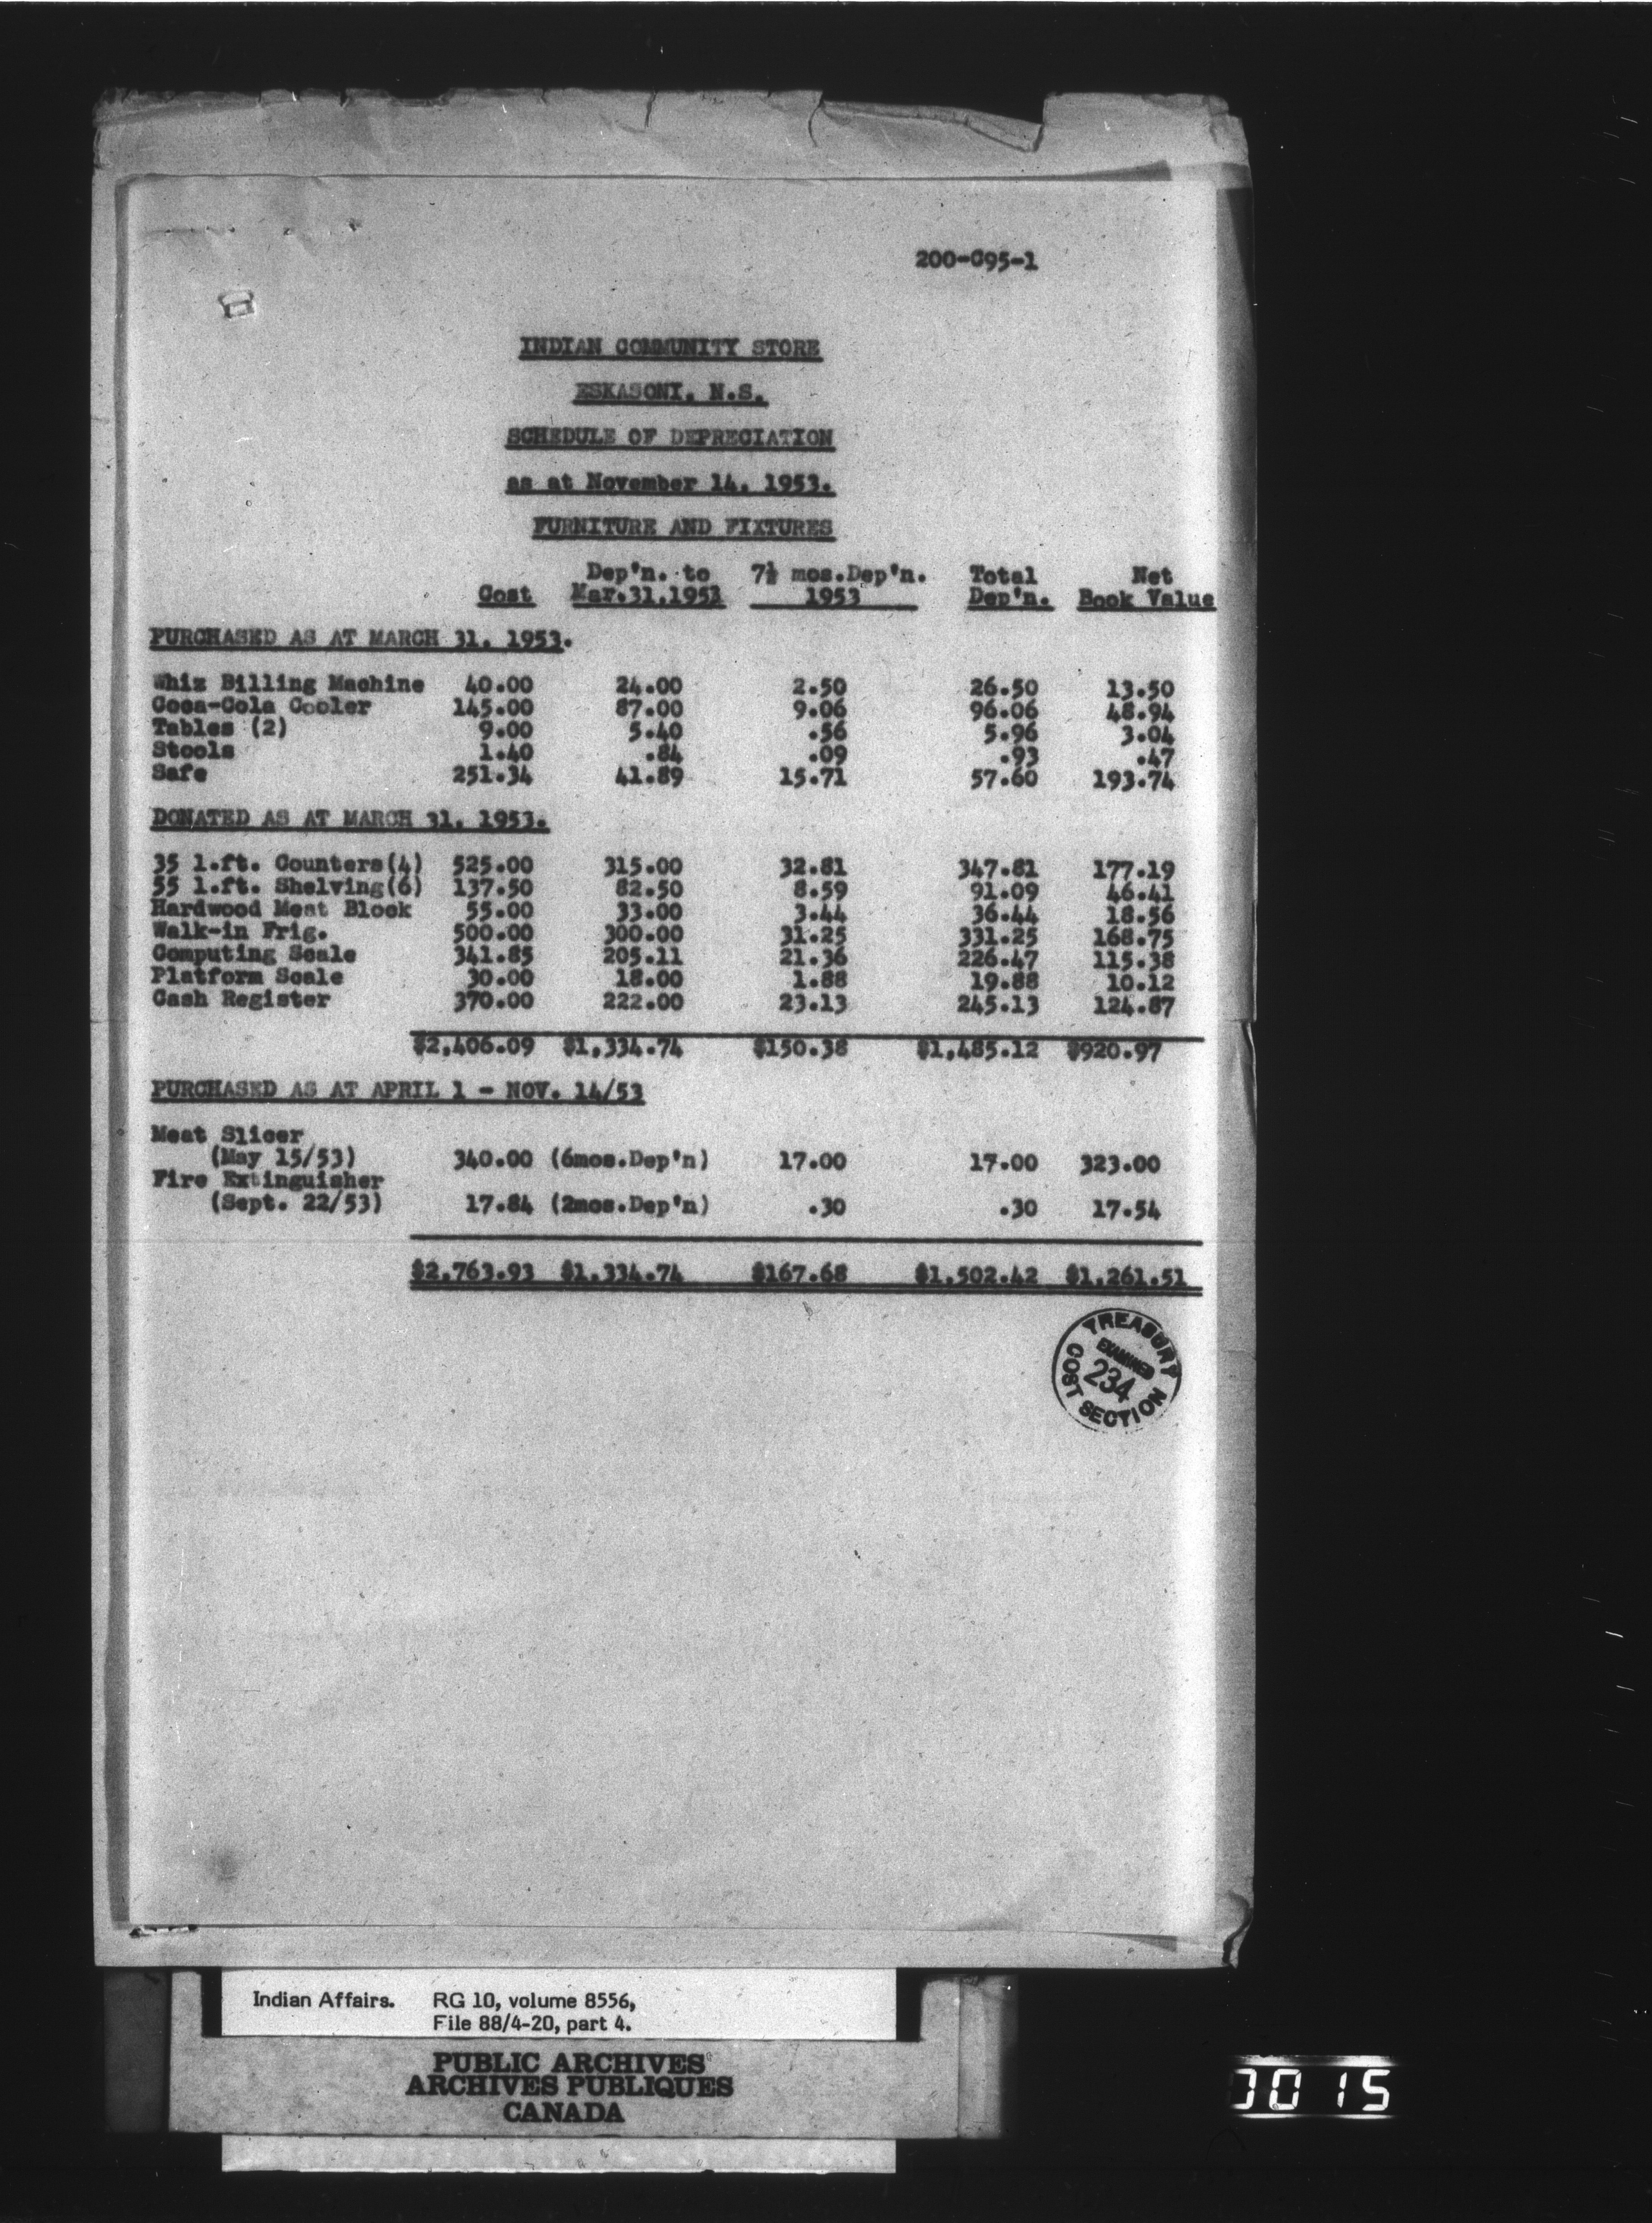 200-C95-1
INDIAN COMMUNITY STORE
ESKASONI, N.S.
SCHEDULE OF DEPRECIATION
as at November 14, 1953.
FURNITURE AND FIXTURES
Cost Dep'n. to Mar.31,1953 7½ mos.Dep'n. 1953 Total Dep'n. Net Book Value
PURCHASED AS AT MARCH 31, 1953.
Whiz Billing Machine 40.00 24.00 2.50 26.50 13.50
Coca-Cola Cooler 145.00 87.00 9.06 96.06 48.94
Tables (2) 9.00 5.40 .56 5.96 3.04
Stools 1.40 .84 .09 .93 .47
Safe 251.34 41.89 15.71 57.60 193.74
DONATED AS AT MARCH 31, 1953.
35 l.ft. Counters(4) 525.00 315.00 32.81 347.81 177.19
55 l.ft. Shelving(6) 137.50 82.50 8.59 91.09 46.41
Hardwood Meat Block 55.00 33.00 3.44 36.44 18.56
Walk-in Frig. 500.00 300.00 31.25 331.25 168.75
Computing Scale 341.85 205.11 21.36 226.47 115.38
Platform Scale 30.00 18.00 1.88 19.88 10.12
Cash Register 370.00 222.00 23.13 245.13 124.87
$2,406.09 $1,334.74 $150.38 $1,485.12 $920.97
PURCHASED AS AT APRIL 1 - NOV. 14/53
Meat Slicer
(May 15/53) 340.00 (6mos.Dep'n) 17.00 17.00 323.00
Fire Extinguisher
(Sept. 22/53) 17.84 (2mos.Dep'n) .30 .30 17.54
$2,763.93 $1,334.74 $167.68 $1,502.42 $1,261.51
TREASURY
EXAMINED
234
COST SECTION
Indian Affairs. RG 10, volume 8556,
File 88/4-20, part 4.
PUBLIC ARCHIVES
ARCHIVES PUBLIQUES
CANADA
0015